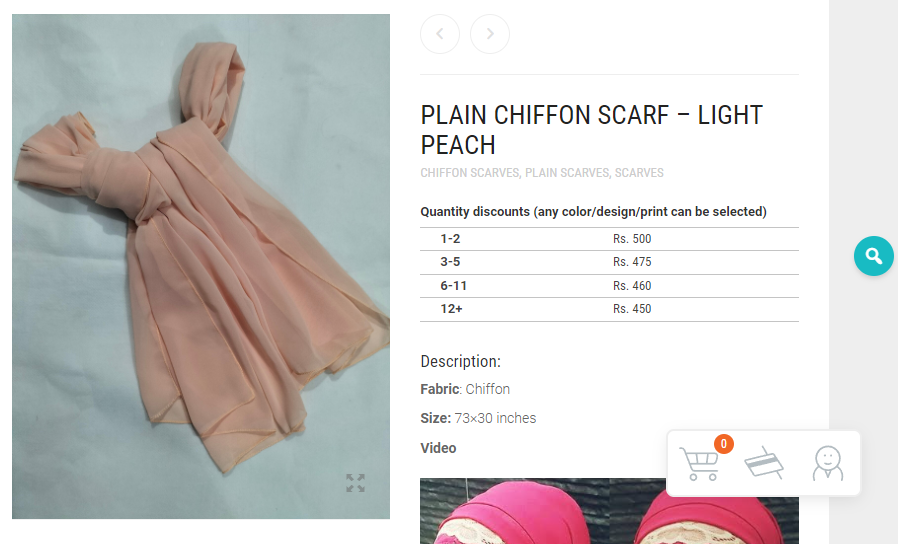 PLAIN CHIFFON SCARF – LIGHT
PEACH
CHIFFON SCARVES, PLAIN SCARVES, SCARVES
Quantity discounts (any color/design/print can be selected)
1-2 Rs. 500
3-5 Rs. 475
6-11 Rs. 460
12+ Rs. 450
Description:
Fabric: Chiffon
Size: 73×30 inches
Video
0